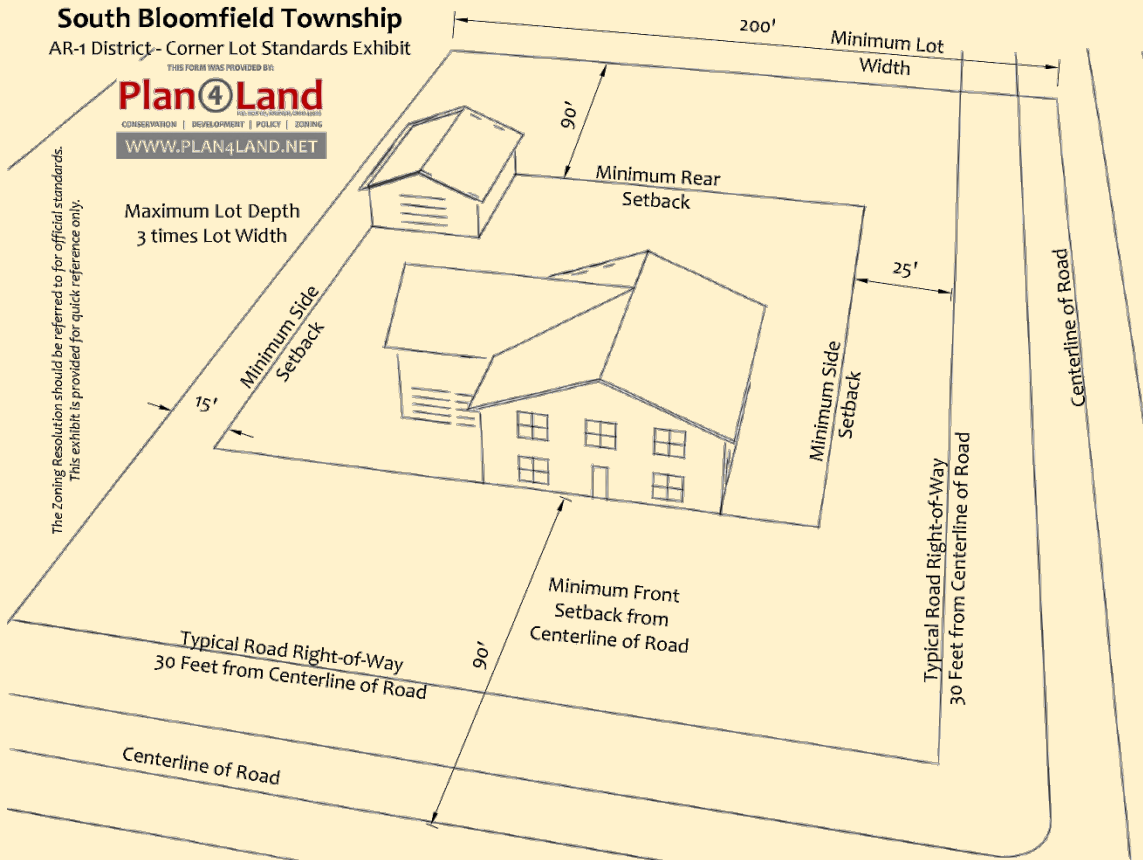 South Bloomfield Township
AR-1 District - Corner Lot Standards Exhibit
THIS FORM WAS PROVIDED BY:
Plan 4 Land
CONSERVATION | DEVELOPMENT | POLICY | ZONING
WWW.PLAN4LAND.NET
The Zoning Resolution should be referred to for official standards.
This exhibit is provided for quick reference only.
Maximum Lot Depth
3 times Lot Width
200'
Minimum Lot
Width
90'
Minimum Rear
Setback
25'
Centerline of Road
Minimum Side
Setback
15'
Minimum Side
Setback
Typical Road Right-of-Way
30 Feet from Centerline of Road
Minimum Front
Setback from
Centerline of Road
90'
Typical Road Right-of-Way
30 Feet from Centerline of Road
Centerline of Road